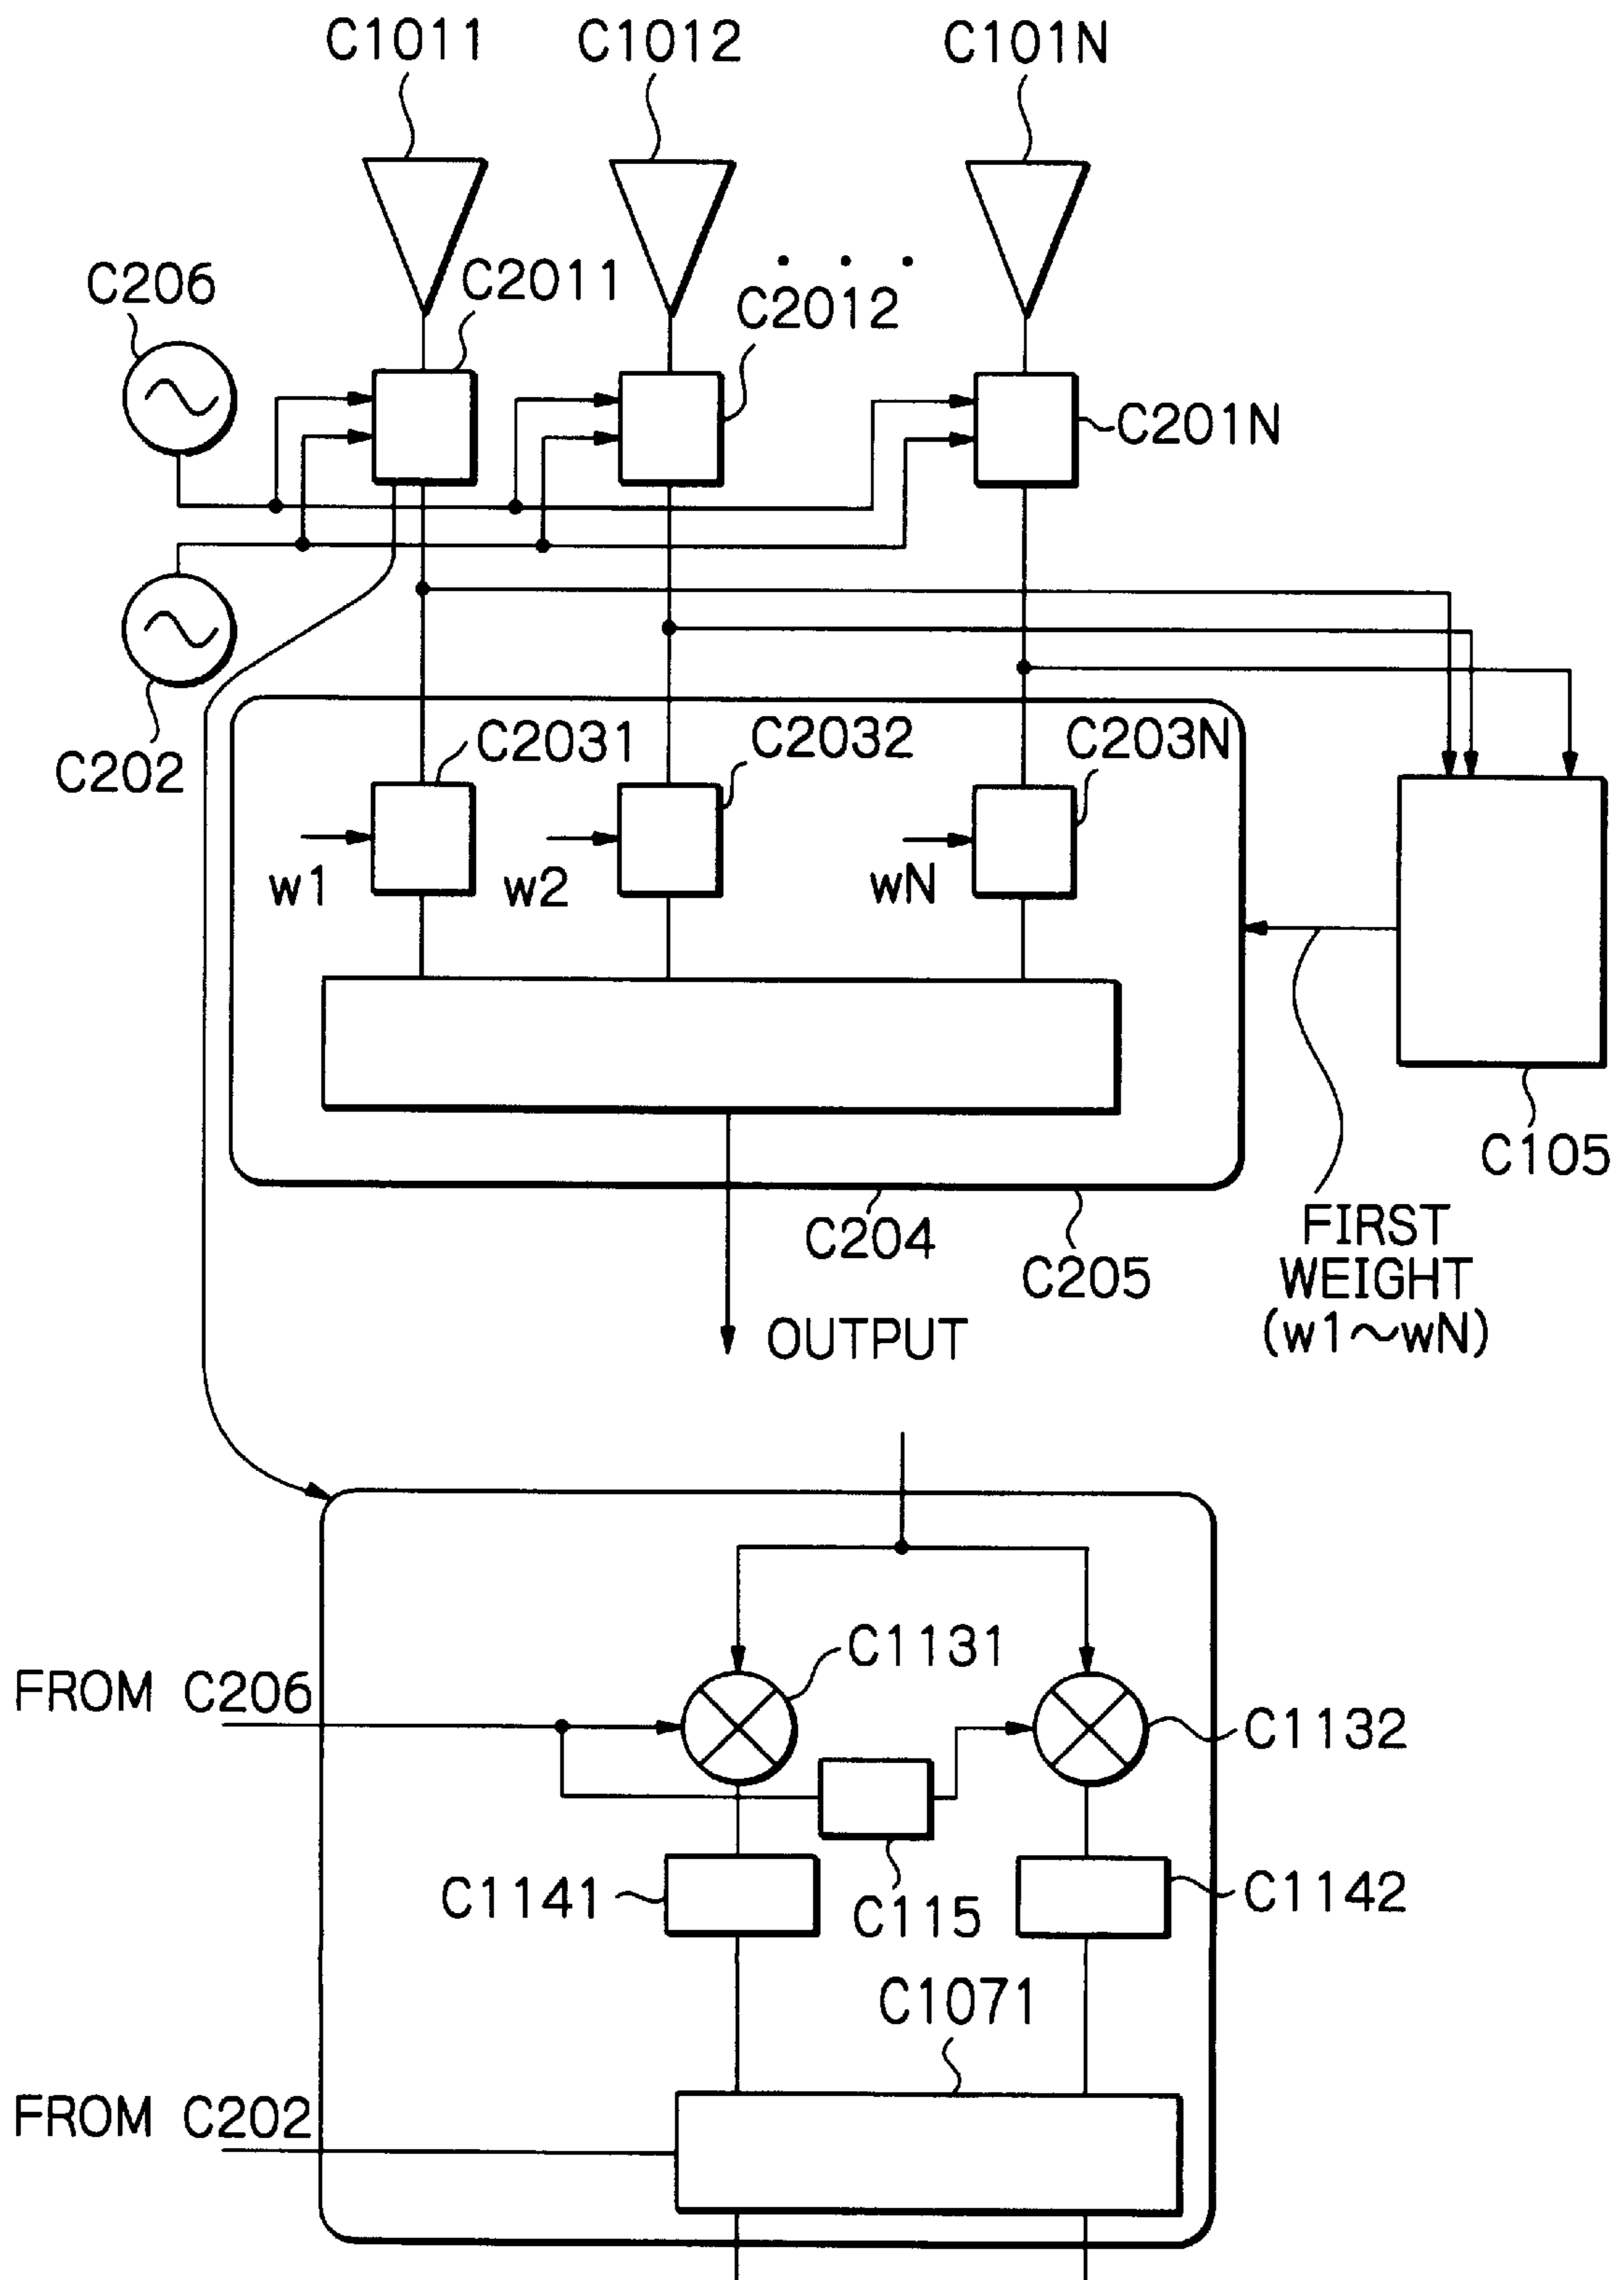 C1011 C1012 C101N
C206 C2011 C2012
C201N
C202 C2031 C2032 C203N
w1 w2 wN
C105
C204 C205
FIRST
WEIGHT
(w1~wN)
OUTPUT
C1131
FROM C206
C1132
C1141 C115 C1142
C1071
FROM C202